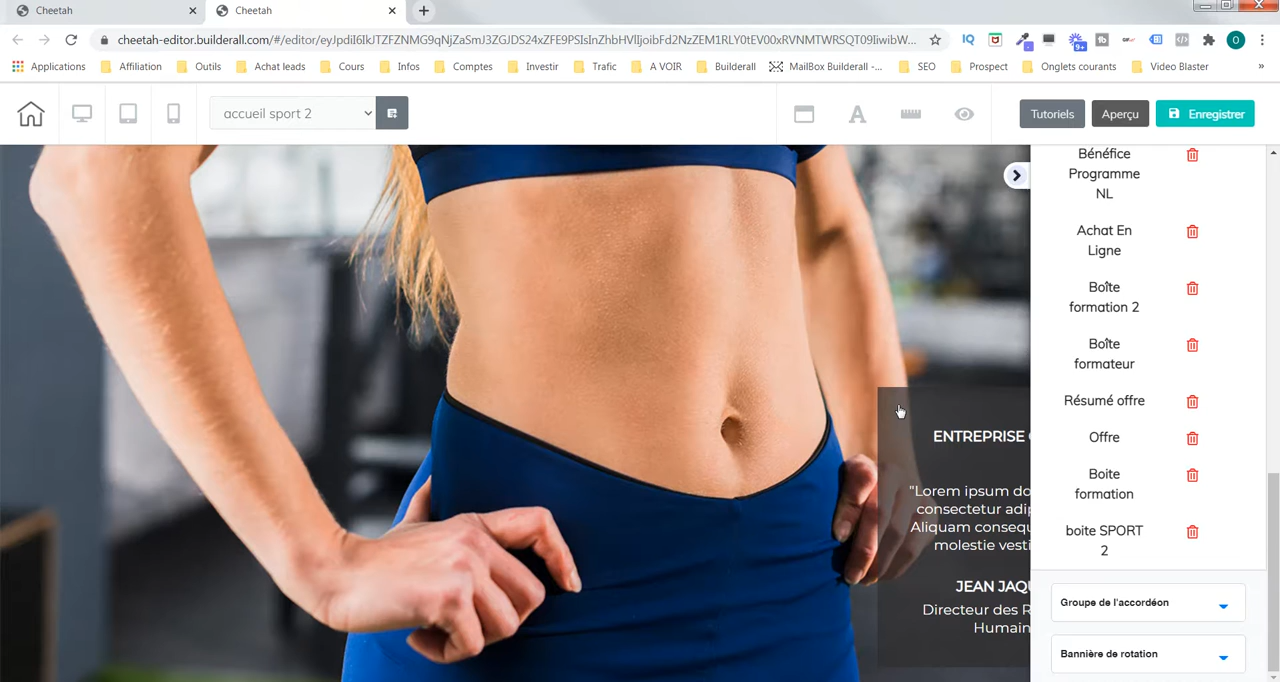 Cheetah
Cheetah
cheetah-editor.builderall.com/#/editor/
Applications
Affiliation
Outils
Achat leads
Cours
Infos
Comptes
Investir
Trafic
A VOIR
Builderall
MailBox Builderall -...
SEO
Prospect
Onglets courants
Video Blaster
»
accueil sport 2
Tutoriels
Aperçu
Enregistrer
Bénéfice
Programme
NL
Achat En
Ligne
Boîte
formation 2
Boîte
formateur
Résumé offre
Offre
Boite
formation
boite SPORT
2
Groupe de l'accordéon
Bannière de rotation
ENTREPRISE
"Lorem ipsum do
consectetur adip
Aliquam consequ
molestie vesti
JEAN JAQU
Directeur des R
Humain